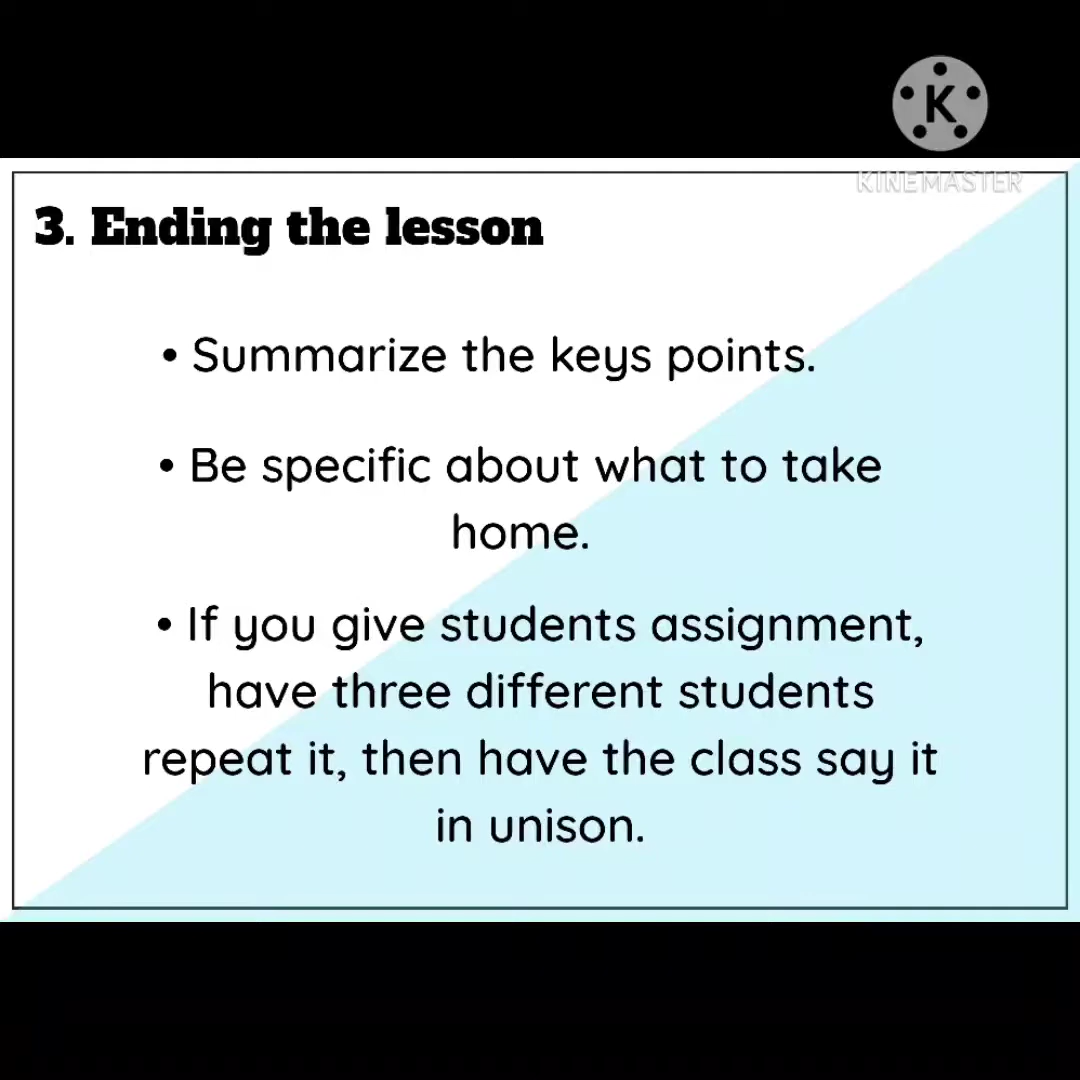 K
KINEMASTER
3. Ending the lesson
• Summarize the keys points.
• Be specific about what to take
home.
• If you give students assignment,
have three different students
repeat it, then have the class say it
in unison.